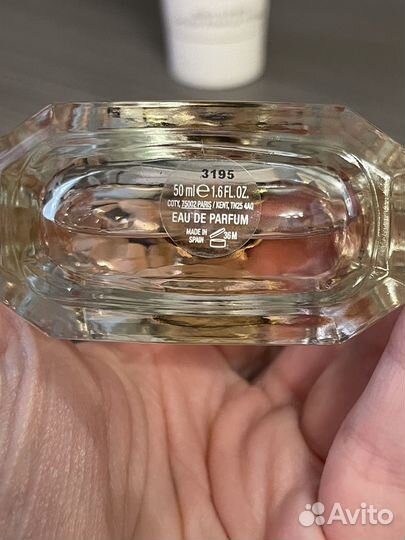 3195
50 ml ℮ 1.6 FL.OZ.
COTY, 75002 PARIS / KENT, TN25 4AQ
EAU DE PARFUM
MADE IN
SPAIN
36 M
Avito